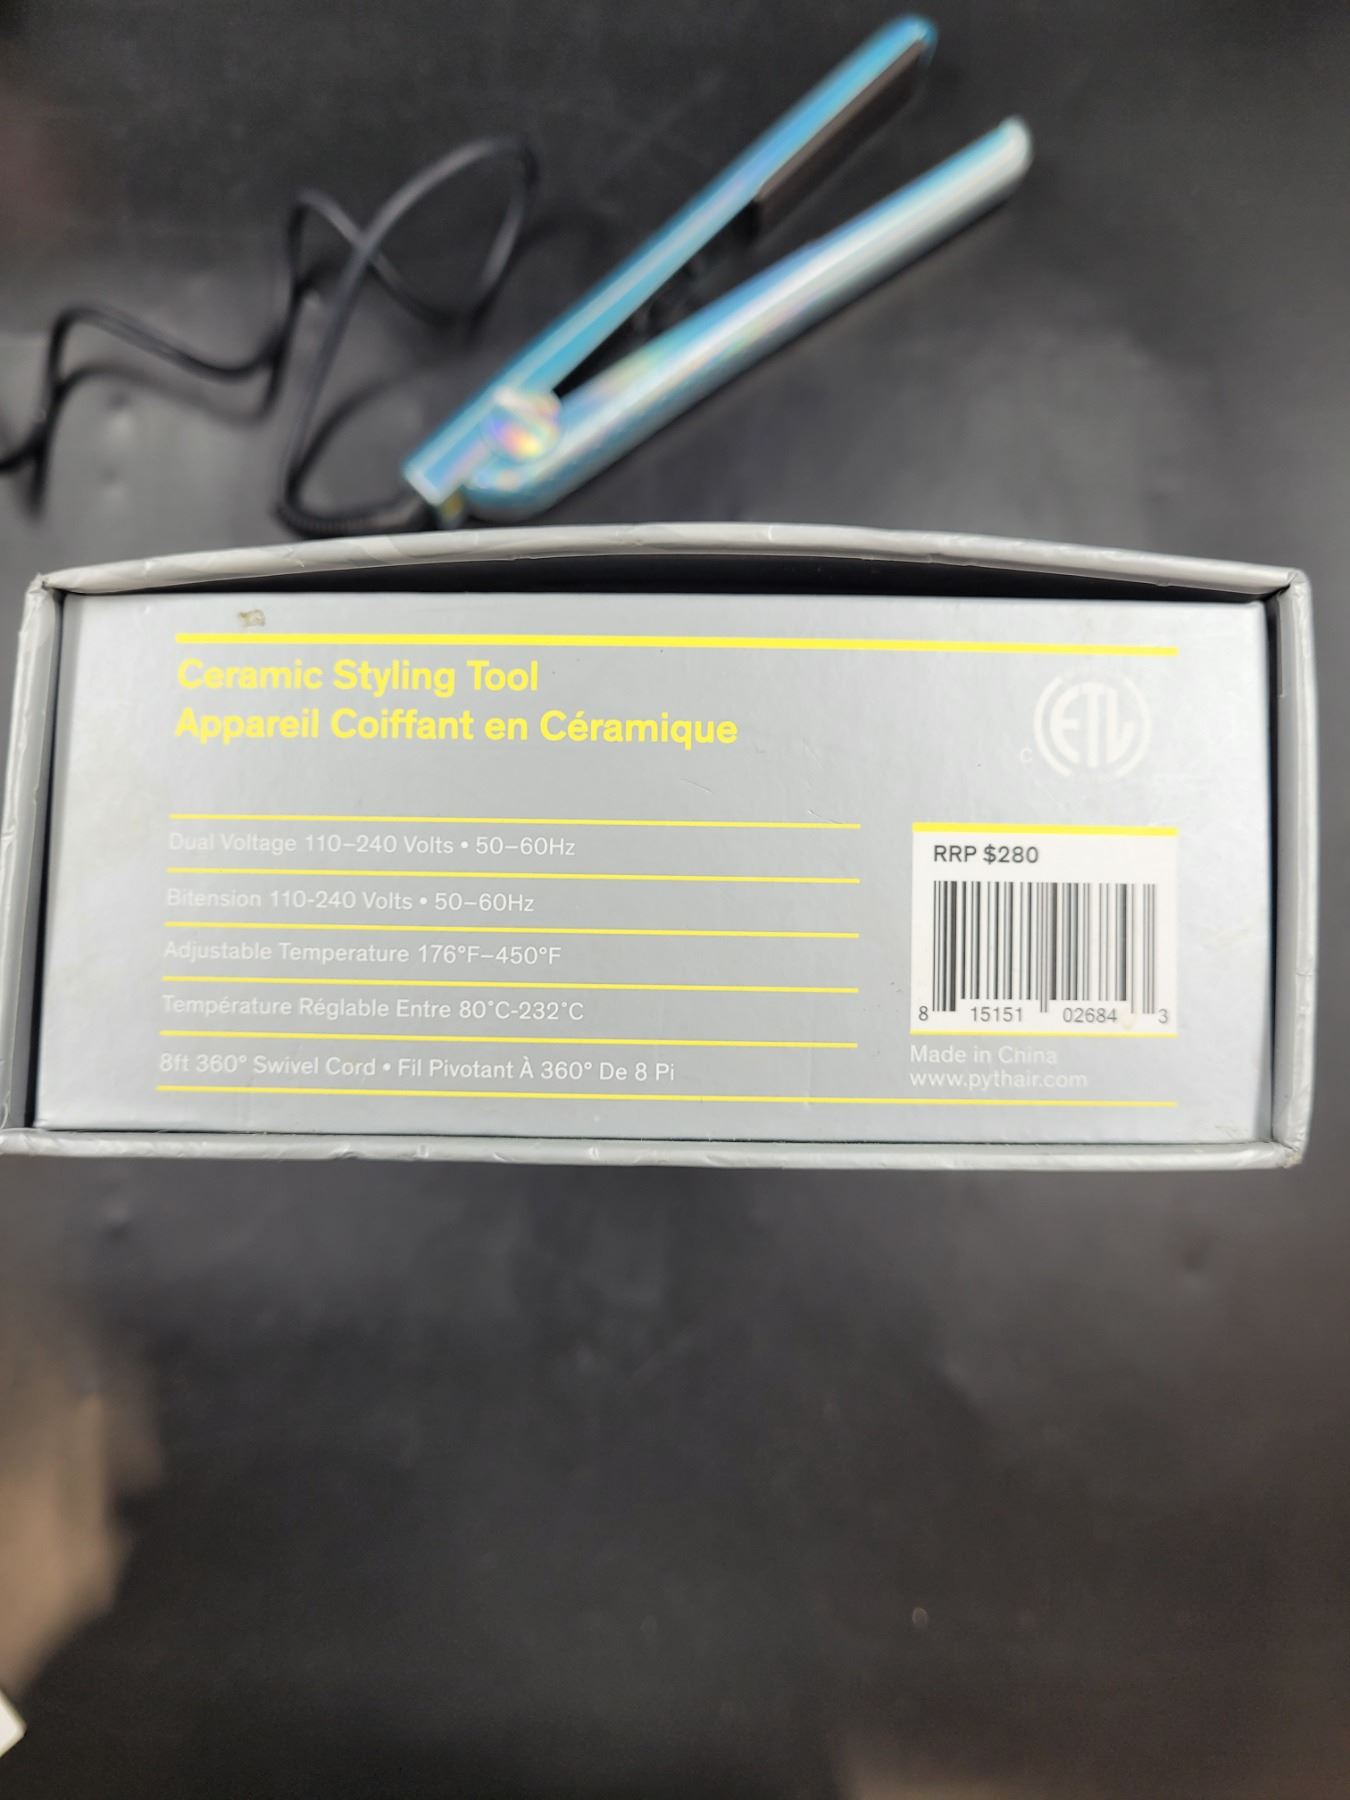 Ceramic Styling Tool
Appareil Coiffant en Céramique
C ETL
Dual Voltage 110–240 Volts • 50–60Hz
Bitension 110-240 Volts • 50–60Hz
Adjustable Temperature 176°F–450°F
Température Réglable Entre 80°C-232°C
8ft 360° Swivel Cord • Fil Pivotant À 360° De 8 Pi
RRP $280
8 15151 02684 3
Made in China
www.pythair.com